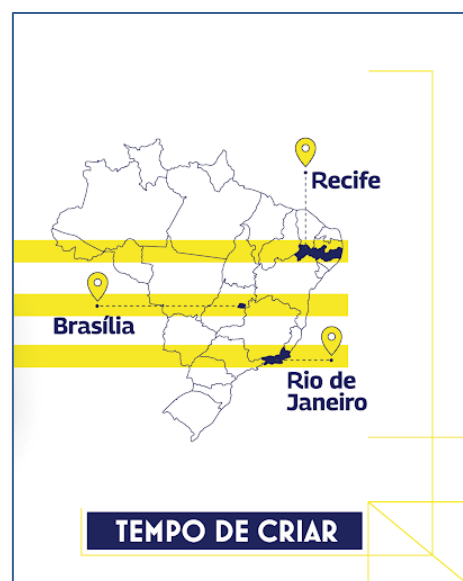 Recife
Brasília
Rio de
Janeiro
TEMPO DE CRIAR